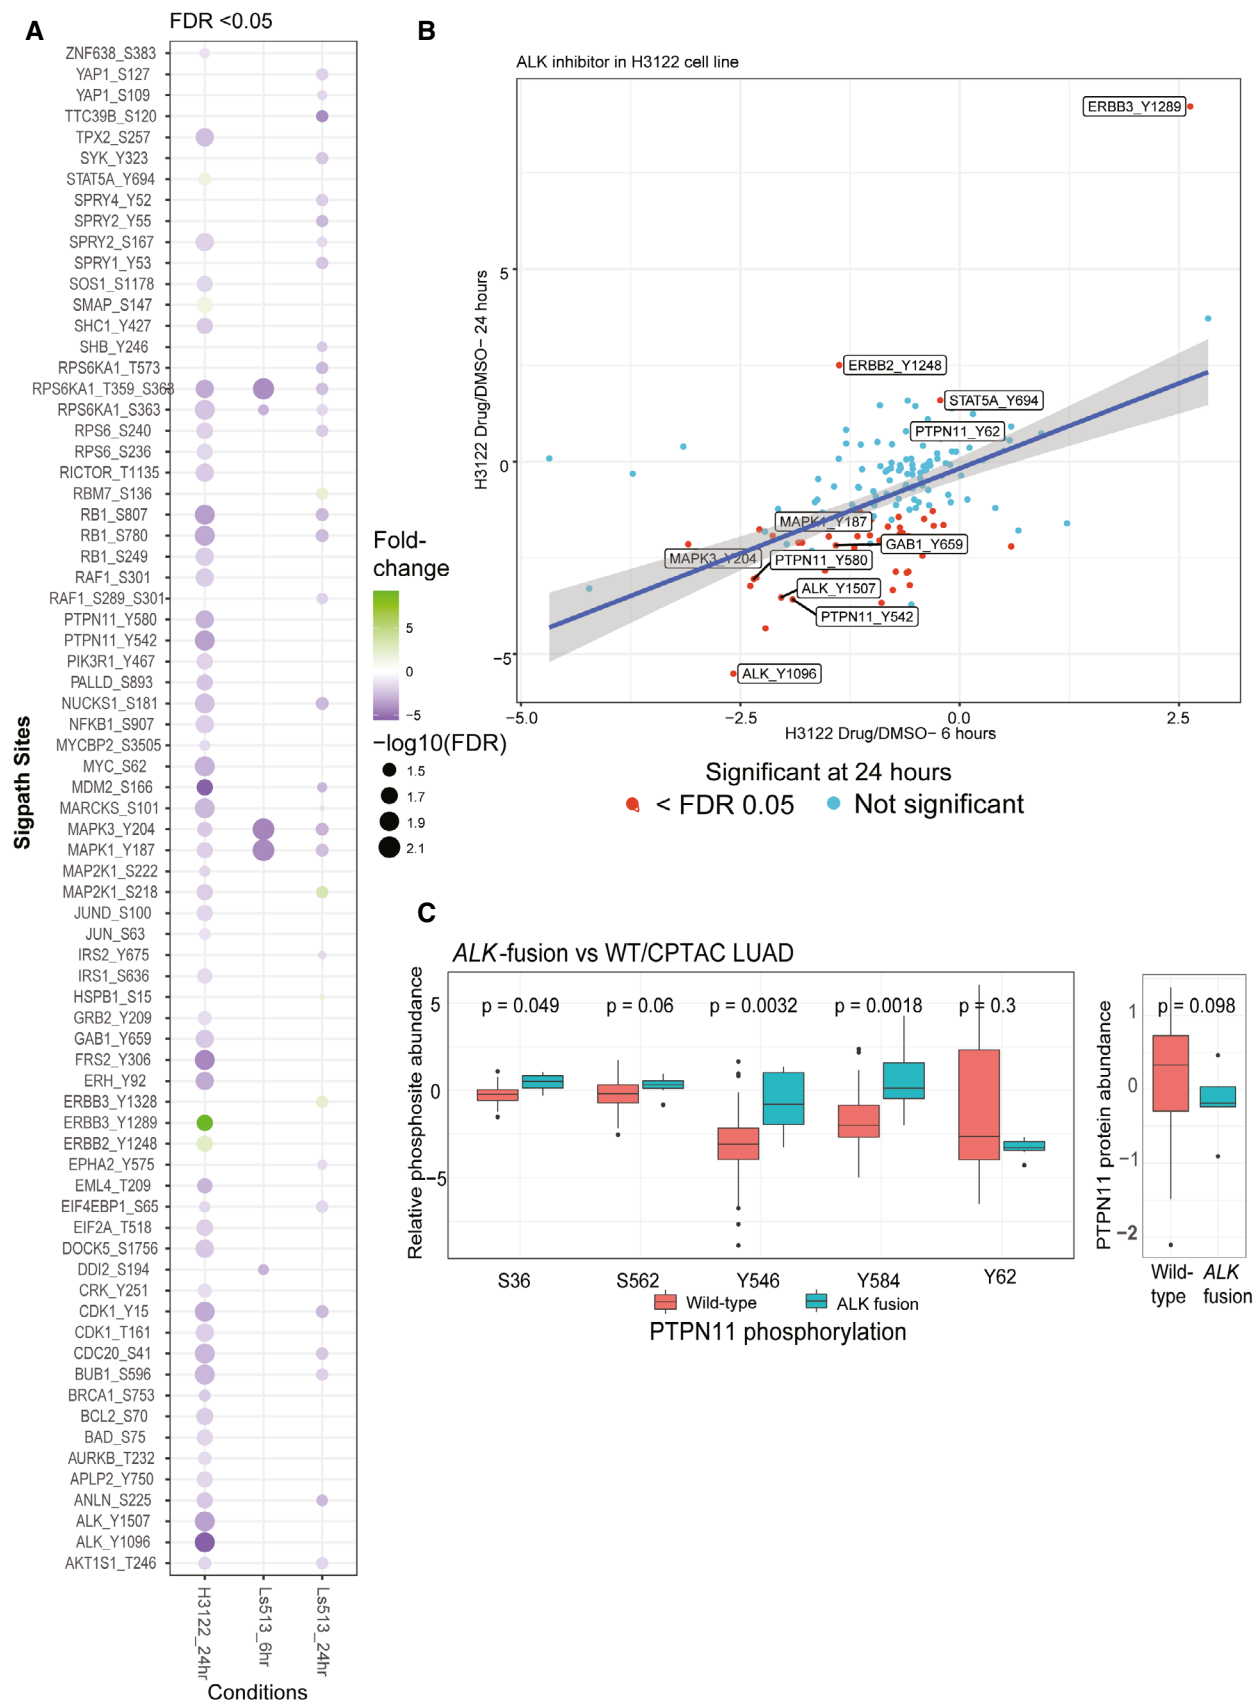 A
FDR <0.05
ZNF638_S383
YAP1_S127
YAP1_S109
TTC39B_S120
TPX2_S257
SYK_Y323
STAT5A_Y694
SPRY4_Y52
SPRY2_Y55
SPRY2_S167
SPRY1_Y53
SOS1_S1178
SMAP_S147
SHC1_Y427
SHB_Y246
RPS6KA1_T573
RPS6KA1_T359_S363
RPS6KA1_S363
RPS6_S240
RPS6_S236
RICTOR_T1135
RBM7_S136
RB1_S807
RB1_S780
RB1_S249
RAF1_S301
RAF1_S289_S301
PTPN11_Y580
PTPN11_Y542
PIK3R1_Y467
PALLD_S893
NUCKS1_S181
NFKB1_S907
MYCBP2_S3505
MYC_S62
MDM2_S166
MARCKS_S101
MAPK3_Y204
MAPK1_Y187
MAP2K1_S222
MAP2K1_S218
JUND_S100
JUN_S63
IRS2_Y675
IRS1_S636
HSPB1_S15
GRB2_Y209
GAB1_Y659
FRS2_Y306
ERH_Y92
ERBB3_Y1328
ERBB3_Y1289
ERBB2_Y1248
EPHA2_Y575
EML4_T209
EIF4EBP1_S65
EIF2A_T518
DOCK5_S1756
DDI2_S194
CRK_Y251
CDK1_Y15
CDK1_T161
CDC20_S41
BUB1_S596
BRCA1_S753
BCL2_S70
BAD_S75
AURKB_T232
APLP2_Y750
ANLN_S225
ALK_Y1507
ALK_Y1096
AKT1S1_T246
Sigpath Sites
H3122_24hr
Ls513_6hr
Ls513_24hr
Conditions
Fold-
change
5
0
−5
−log10(FDR)
1.5
1.7
1.9
2.1
B
ALK inhibitor in H3122 cell line
H3122 Drug/DMSO− 24 hours
5
0
−5
ERBB3_Y1289
ERBB2_Y1248
STAT5A_Y694
PTPN11_Y62
MAPK1_Y187
GAB1_Y659
MAPK3_Y204
PTPN11_Y580
ALK_Y1507
PTPN11_Y542
ALK_Y1096
−5.0
−2.5
0.0
2.5
H3122 Drug/DMSO− 6 hours
Significant at 24 hours
< FDR 0.05
Not significant
C
ALK-fusion vs WT/CPTAC LUAD
Relative phosphosite abundance
5
0
−5
p = 0.049
p = 0.06
p = 0.0032
p = 0.0018
p = 0.3
S36
S562
Y546
Y584
Y62
Wild-type
ALK fusion
PTPN11 phosphorylation
PTPN11 protein abundance
1
0
−1
−2
p = 0.098
Wild-
type
ALK
fusion